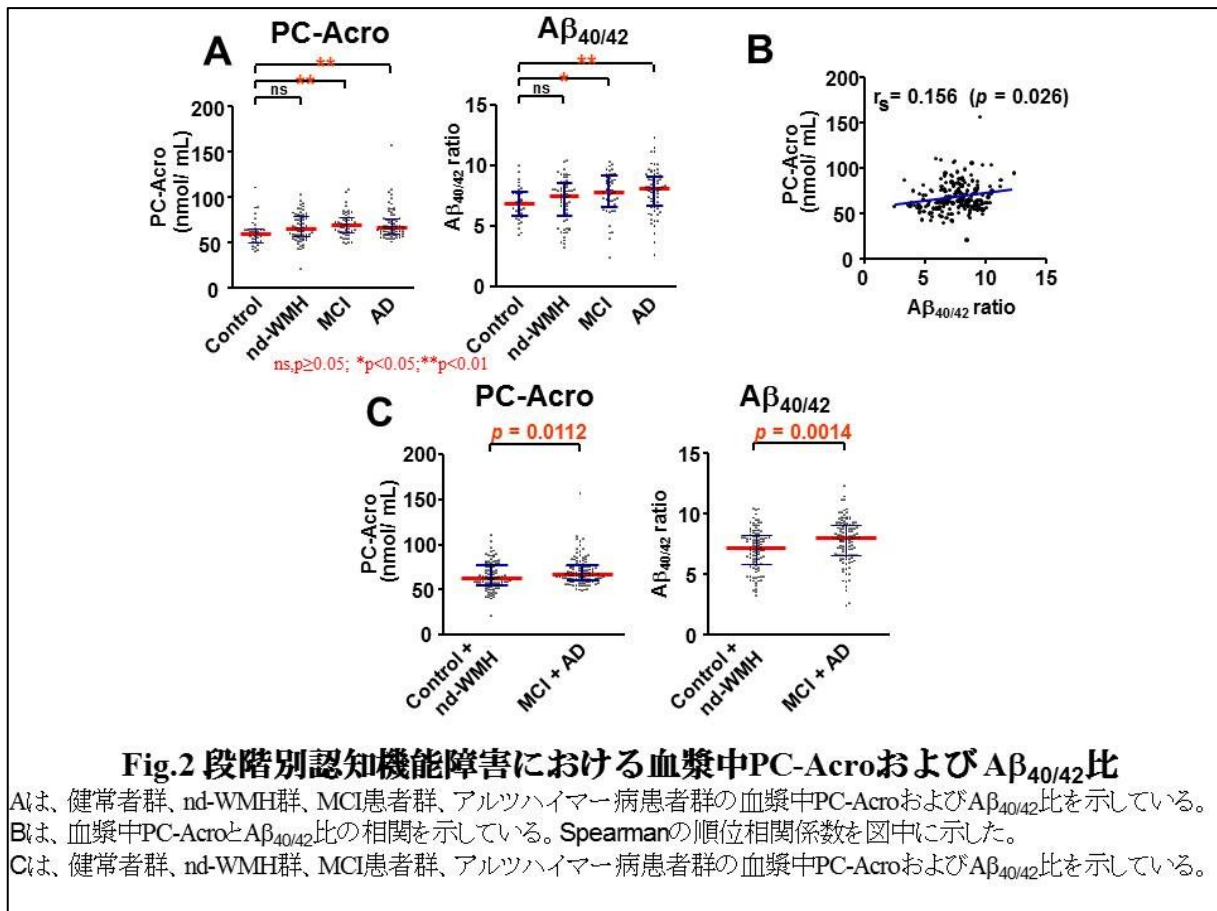 A
PC-Acro
**
**
ns
PC-Acro
(nmol/ mL)
200
150
100
50
0
Control
nd-WMH
MCI
AD
Aβ40/42
**
*
ns
Aβ40/42 ratio
15
10
5
0
Control
nd-WMH
MCI
AD
ns,p≥0.05; *p<0.05;**p<0.01
B
rs= 0.156 (p = 0.026)
PC-Acro
(nmol/ mL)
200
150
100
50
0
0 5 10 15
Aβ40/42 ratio
C
PC-Acro
p = 0.0112
PC-Acro
(nmol/ mL)
200
150
100
50
0
Control +
nd-WMH
MCI + AD
Aβ40/42
p = 0.0014
Aβ40/42 ratio
15
10
5
0
Control +
nd-WMH
MCI + AD
Fig.2 段階別認知機能障害における血漿中PC-AcroおよびAβ40/42比
Aは、健常者群、nd-WMH群、MCI患者群、アルツハイマー病患者群の血漿中PC-AcroおよびAβ40/42比を示している。
Bは、血漿中PC-AcroとAβ40/42比の相関を示している。Spearmanの順位相関係数を図中に示した。
Cは、健常者群、nd-WMH群、MCI患者群、アルツハイマー病患者群の血漿中PC-AcroおよびAβ40/42比を示している。